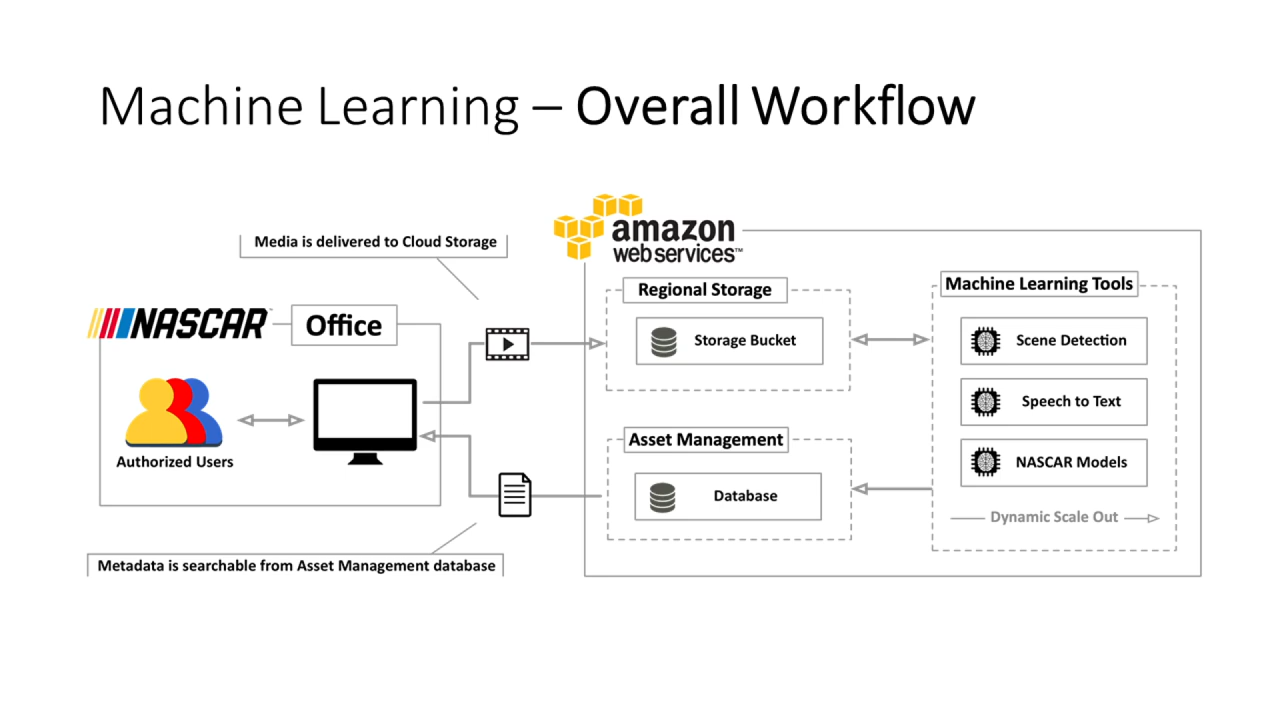 Machine Learning – Overall Workflow
Media is delivered to Cloud Storage
amazon
web services™
NASCAR
Office
Authorized Users
Regional Storage
Storage Bucket
Asset Management
Database
Machine Learning Tools
Scene Detection
Speech to Text
NASCAR Models
Dynamic Scale Out
Metadata is searchable from Asset Management database